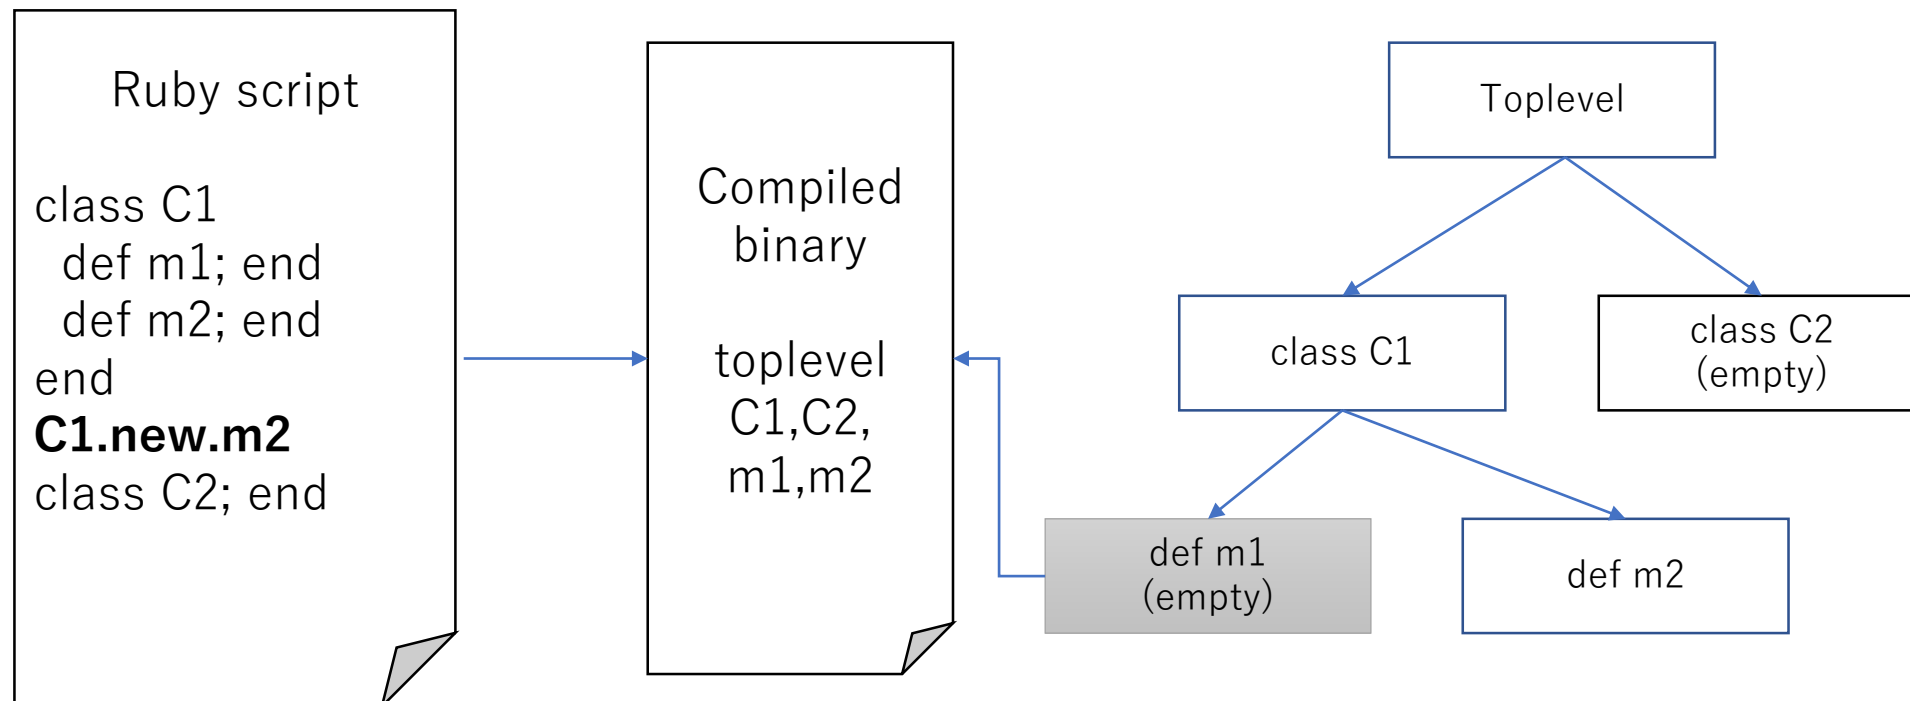 Ruby script
class C1
  def m1; end
  def m2; end
end
C1.new.m2
class C2; end
Compiled
binary
toplevel
C1,C2,
m1,m2
Toplevel
class C1
class C2
(empty)
def m1
(empty)
def m2